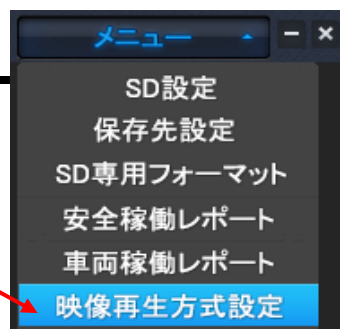 メニュー
SD設定
保存先設定
SD専用フォーマット
安全稼働レポート
車両稼働レポート
映像再生方式設定